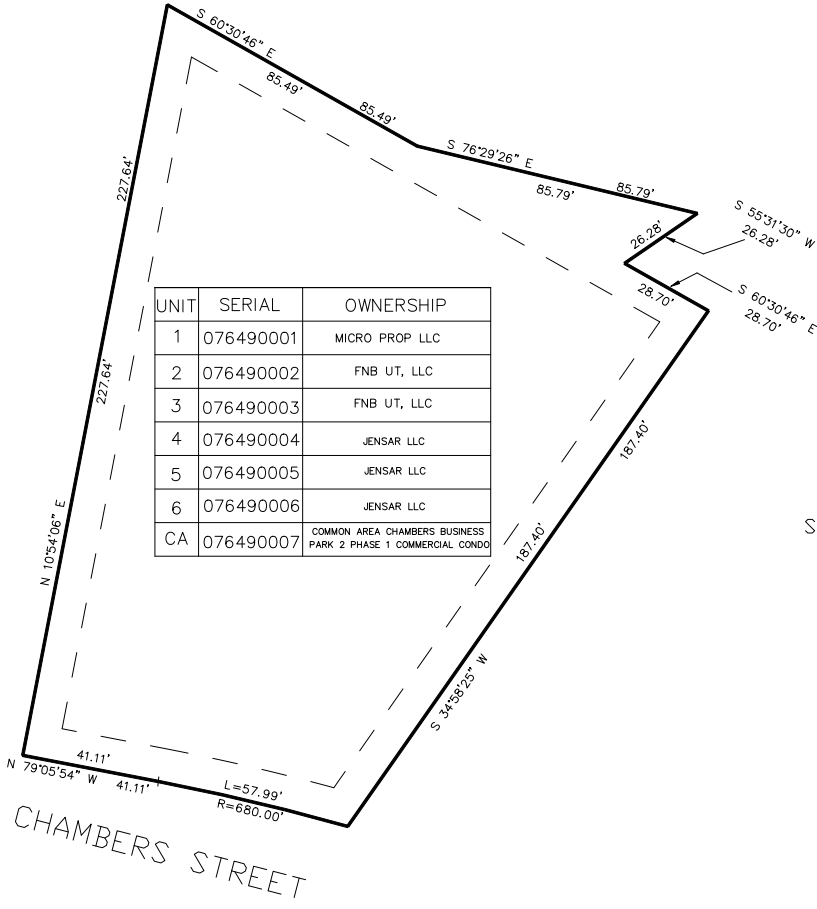 S 60°30'46" E
85.49'
85.49'
S 76°29'26" E
85.79'
85.79'
S 55°31'30" W
26.28'
26.28'
28.70'
S 60°30'46" E
28.70'
227.64'
227.64'
N 10°54'06" E
UNIT SERIAL OWNERSHIP
1 076490001 MICRO PROP LLC
2 076490002 FNB UT, LLC
3 076490003 FNB UT, LLC
4 076490004 JENSAR LLC
5 076490005 JENSAR LLC
6 076490006 JENSAR LLC
CA 076490007 COMMON AREA CHAMBERS BUSINESS
PARK 2 PHASE 1 COMMERCIAL CONDO
187.40'
187.40'
S 34°58'25" W
S
41.11'
N 79°05'54" W 41.11'
L=57.99'
R=680.00'
CHAMBERS STREET